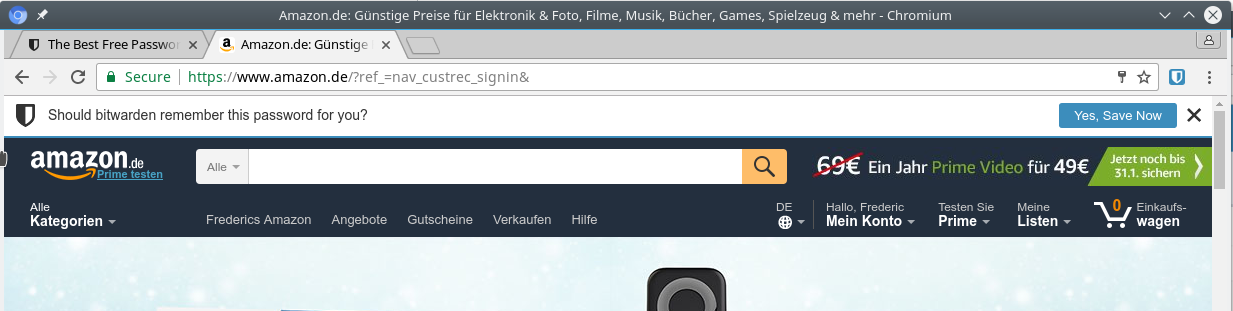 Amazon.de: Günstige Preise für Elektronik & Foto, Filme, Musik, Bücher, Games, Spielzeug & mehr - Chromium
The Best Free Passwo
Amazon.de: Günstige
Secure
https://www.amazon.de/?ref_=nav_custrec_signin&
Should bitwarden remember this password for you?
Yes, Save Now
amazon.de
Prime testen
Alle
69€ Ein Jahr Prime Video für 49€
Jetzt noch bis
31.1. sichern
Alle
Kategorien
Frederics Amazon
Angebote
Gutscheine
Verkaufen
Hilfe
DE
Hallo, Frederic
Mein Konto
Testen Sie
Prime
Meine
Listen
0
Einkaufs-
wagen